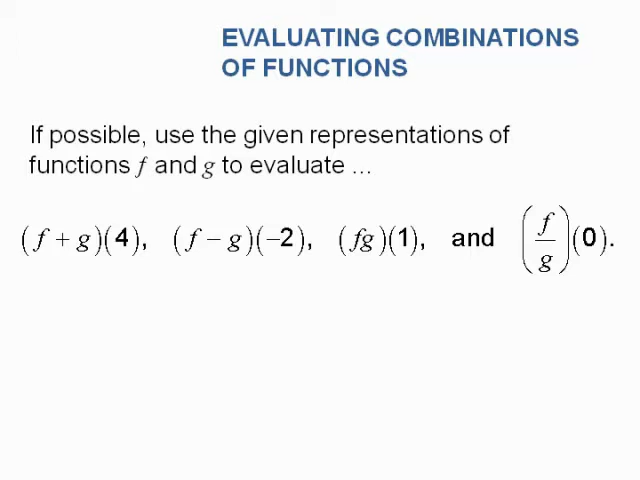 EVALUATING COMBINATIONS
OF FUNCTIONS
If possible, use the given representations of
functions f and g to evaluate ...
(f + g)(4), (f − g)(−2), (fg)(1), and (f/g)(0).